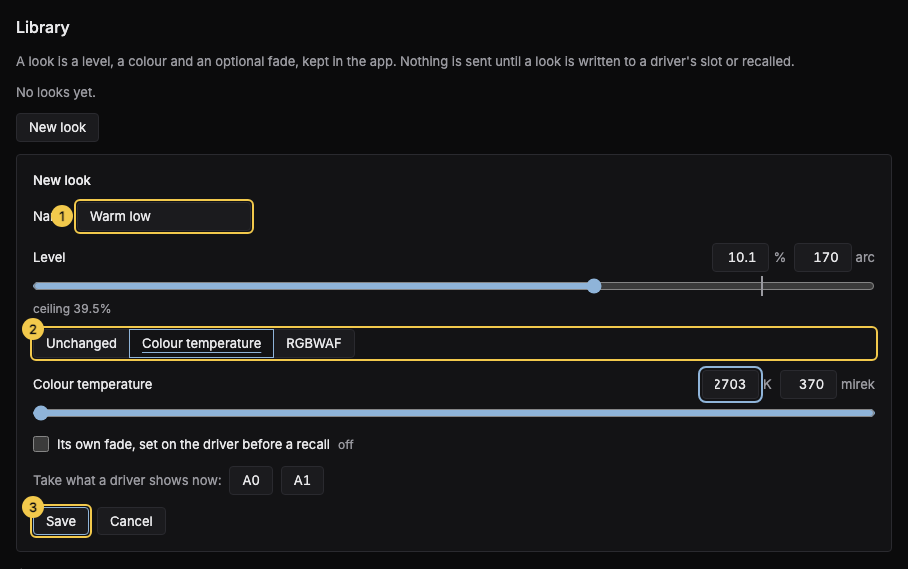 Library
A look is a level, a colour and an optional fade, kept in the app. Nothing is sent until a look is written to a driver's slot or recalled.
No looks yet.
New look
New look
Na 1 Warm low
Level 10.1 % 170 arc
ceiling 39.5%
2
Unchanged Colour temperature RGBWAF
Colour temperature 2703 K 370 mirek
Its own fade, set on the driver before a recall off
Take what a driver shows now: A0 A1
3
Save Cancel